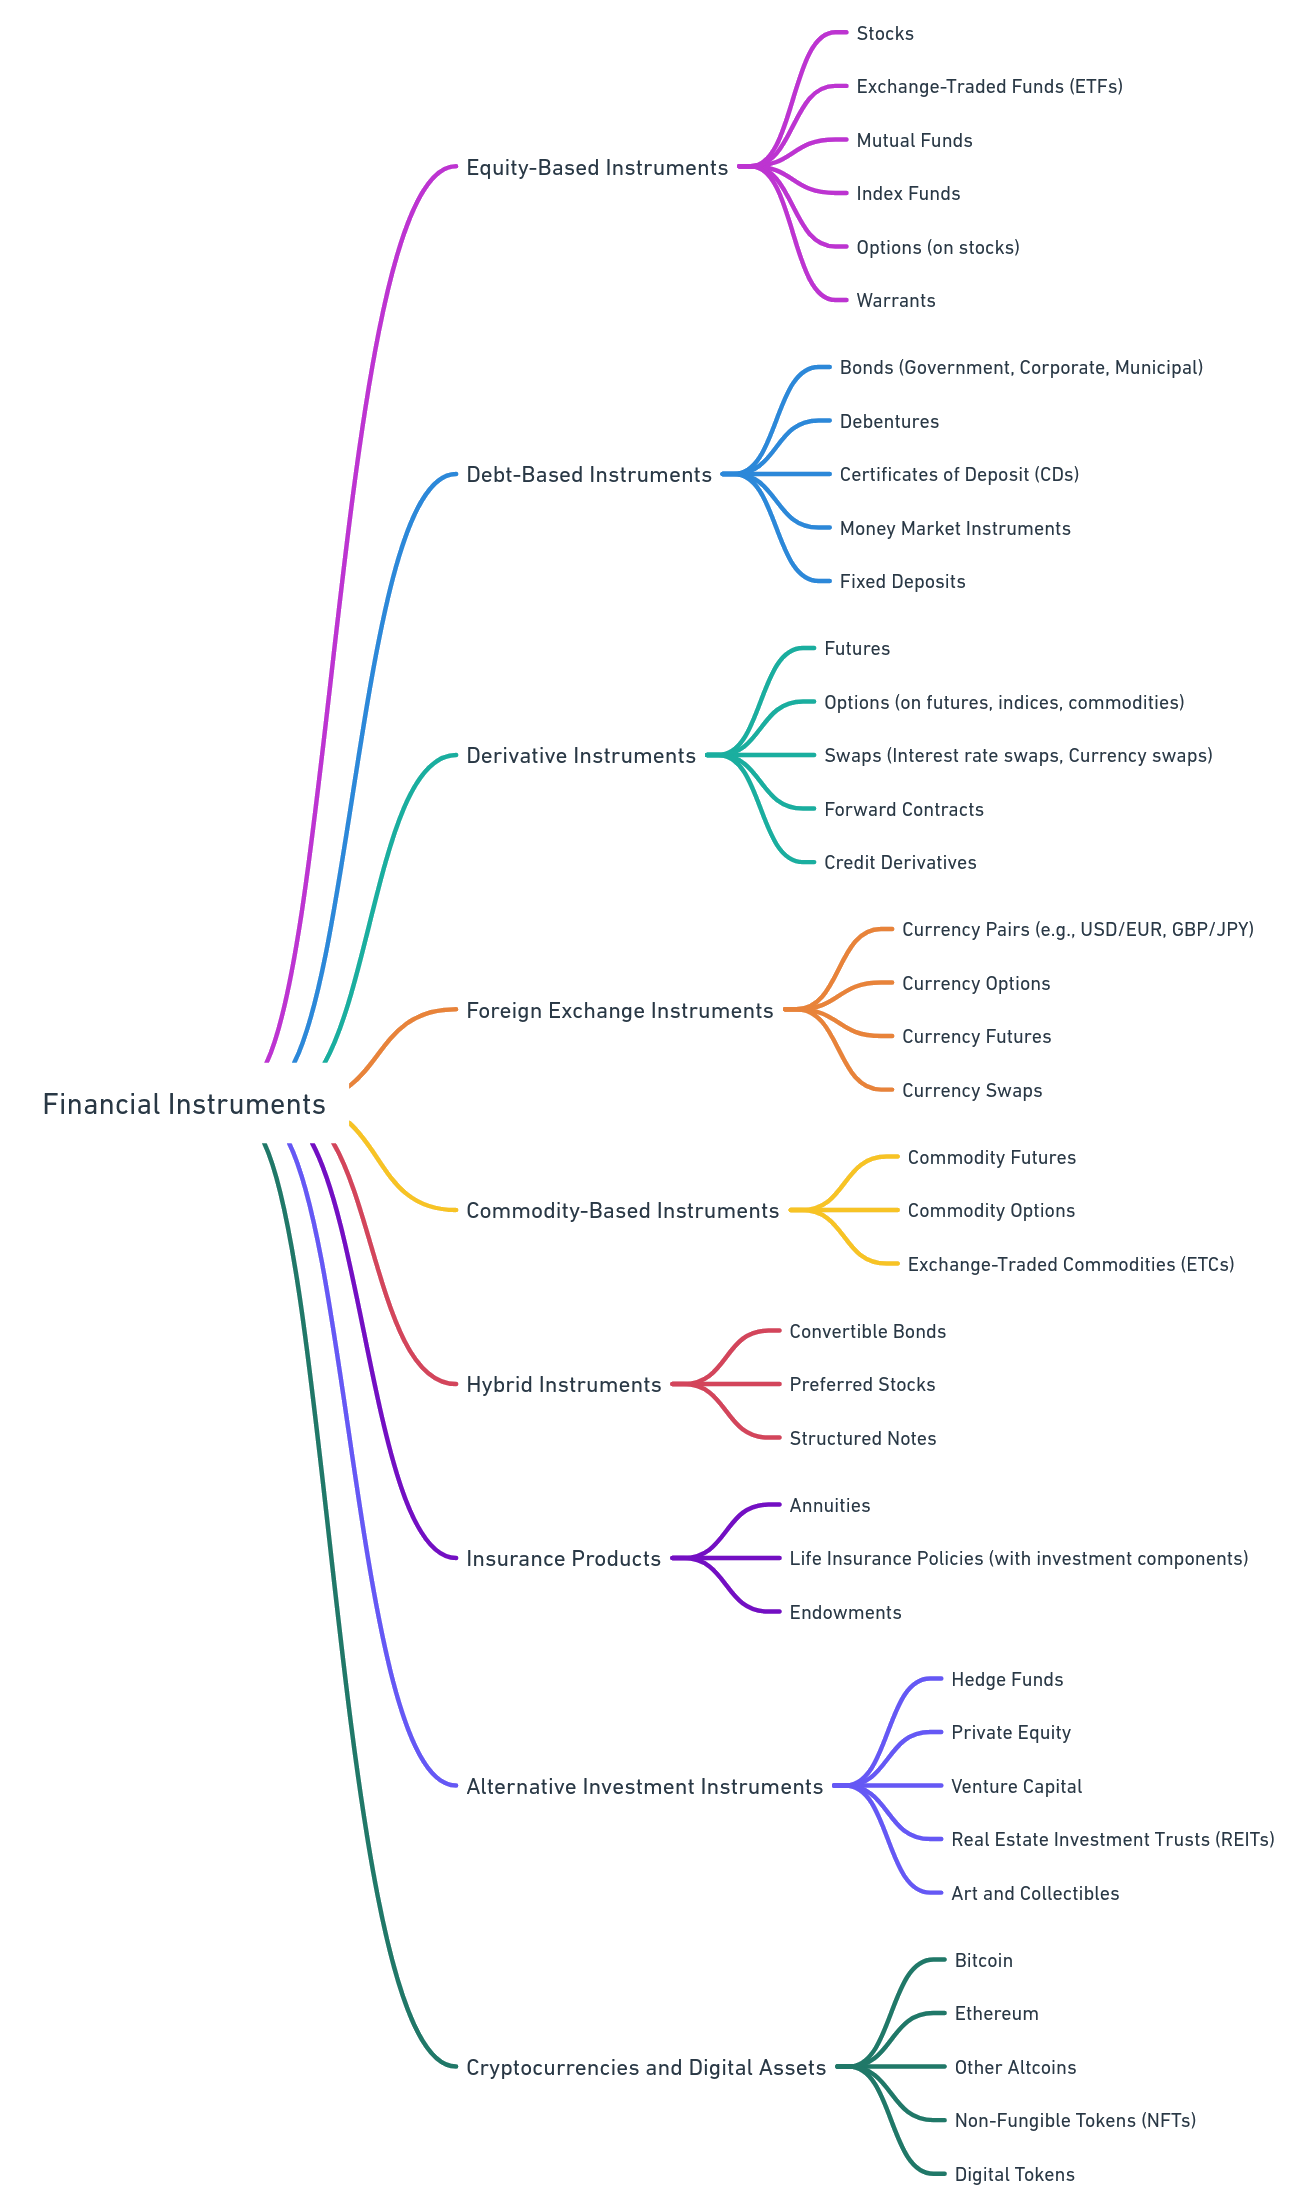 Financial Instruments
Equity-Based Instruments
Stocks
Exchange-Traded Funds (ETFs)
Mutual Funds
Index Funds
Options (on stocks)
Warrants
Debt-Based Instruments
Bonds (Government, Corporate, Municipal)
Debentures
Certificates of Deposit (CDs)
Money Market Instruments
Fixed Deposits
Derivative Instruments
Futures
Options (on futures, indices, commodities)
Swaps (Interest rate swaps, Currency swaps)
Forward Contracts
Credit Derivatives
Foreign Exchange Instruments
Currency Pairs (e.g., USD/EUR, GBP/JPY)
Currency Options
Currency Futures
Currency Swaps
Commodity-Based Instruments
Commodity Futures
Commodity Options
Exchange-Traded Commodities (ETCs)
Hybrid Instruments
Convertible Bonds
Preferred Stocks
Structured Notes
Insurance Products
Annuities
Life Insurance Policies (with investment components)
Endowments
Alternative Investment Instruments
Hedge Funds
Private Equity
Venture Capital
Real Estate Investment Trusts (REITs)
Art and Collectibles
Cryptocurrencies and Digital Assets
Bitcoin
Ethereum
Other Altcoins
Non-Fungible Tokens (NFTs)
Digital Tokens